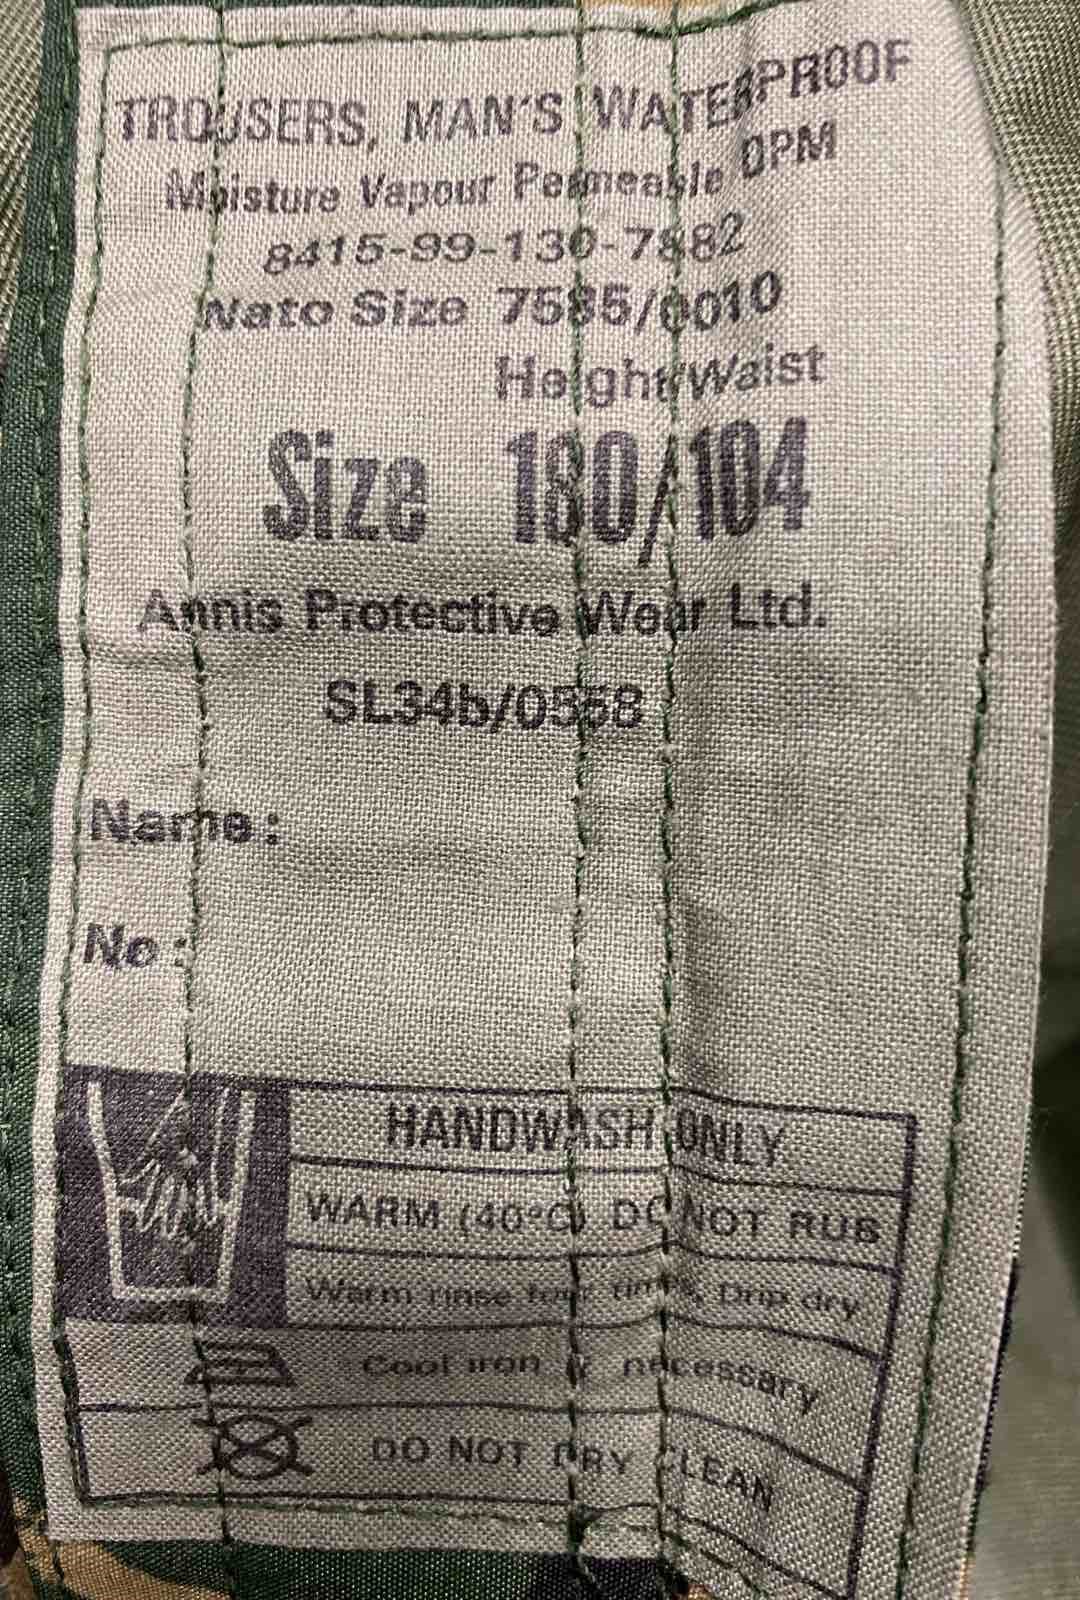 TROUSERS, MAN'S WATERPROOF
Moisture Vapour Permeable DPM
8415-99-130-7882
Nato Size 7585/0010
Height/Waist
Size 180/104
Annis Protective Wear Ltd.
SL34b/0558
Name:
No:
HANDWASH ONLY
WARM (40°C) DO NOT RUB
Warm rinse four times, Drip dry
Cool iron if necessary
DO NOT DRY CLEAN